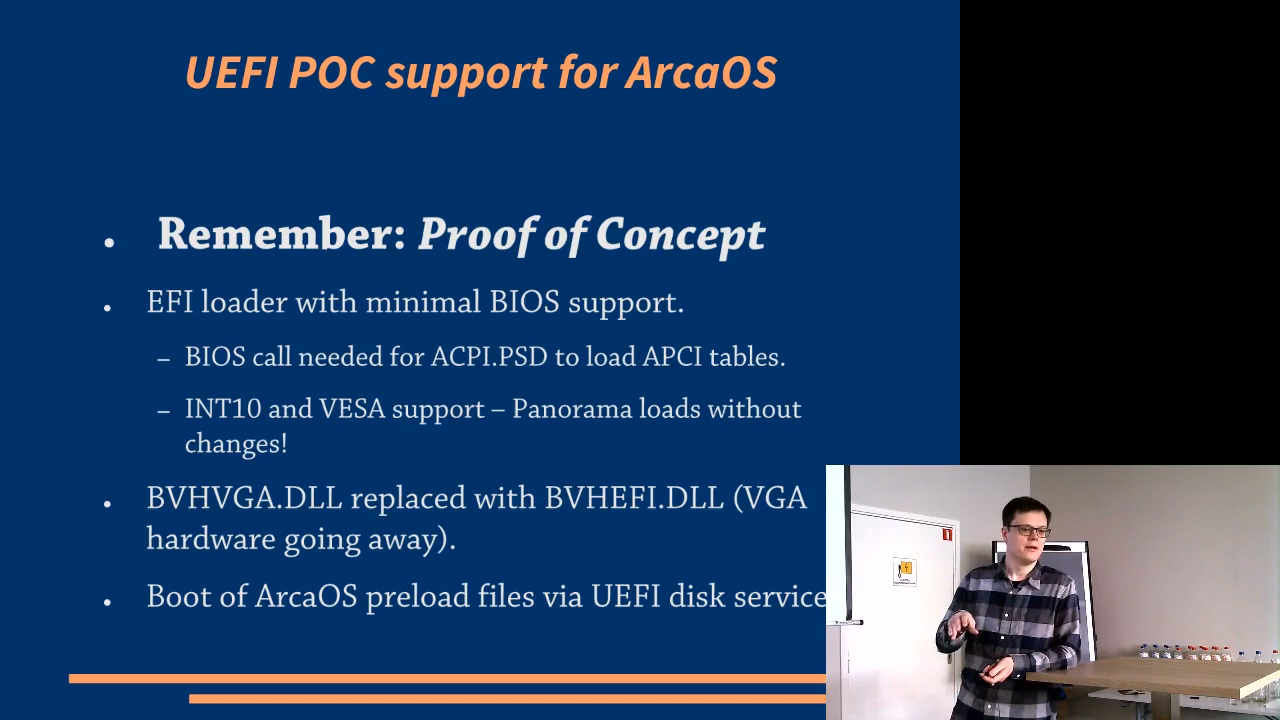 UEFI POC support for ArcaOS
• Remember: Proof of Concept
• EFI loader with minimal BIOS support.
– BIOS call needed for ACPI.PSD to load APCI tables.
– INT10 and VESA support – Panorama loads without
changes!
• BVHVGA.DLL replaced with BVHEFI.DLL (VGA
hardware going away).
• Boot of ArcaOS preload files via UEFI disk service